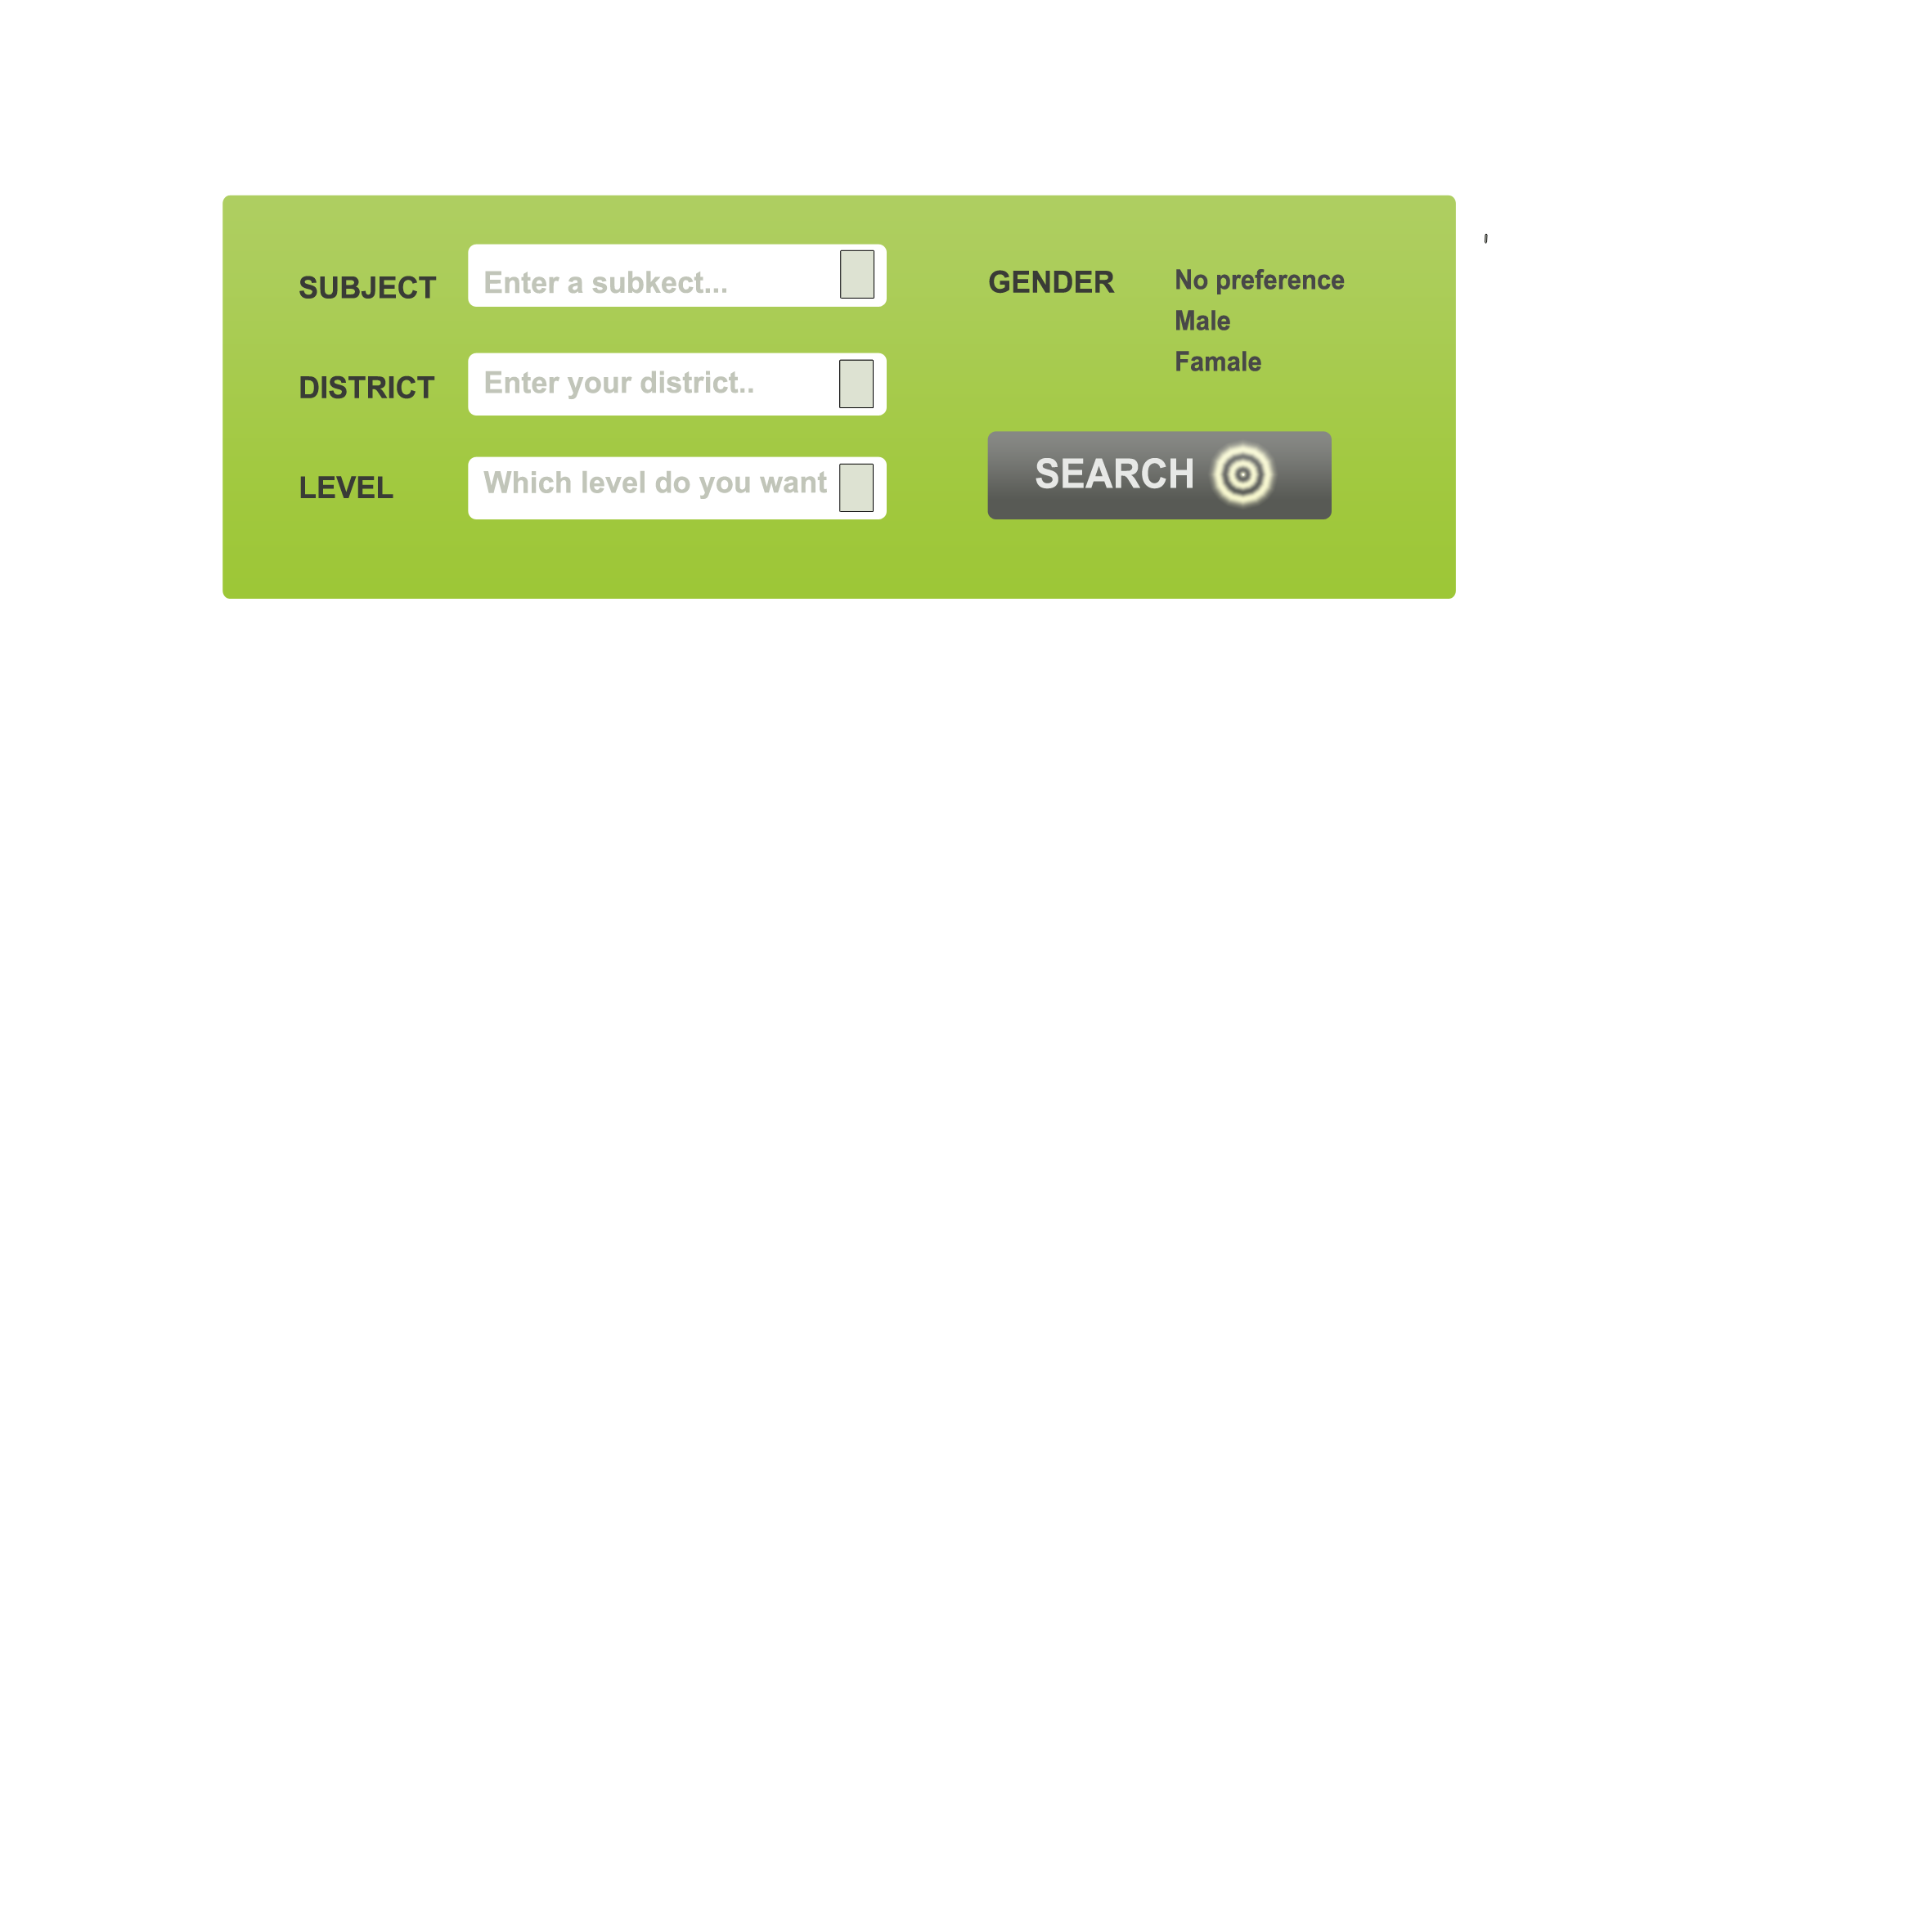 SUBJECT
Enter a subkect...
DISTRICT
Enter your district..
LEVEL
Which level do you want
GENDER
No preference
Male
Famale
SEARCH